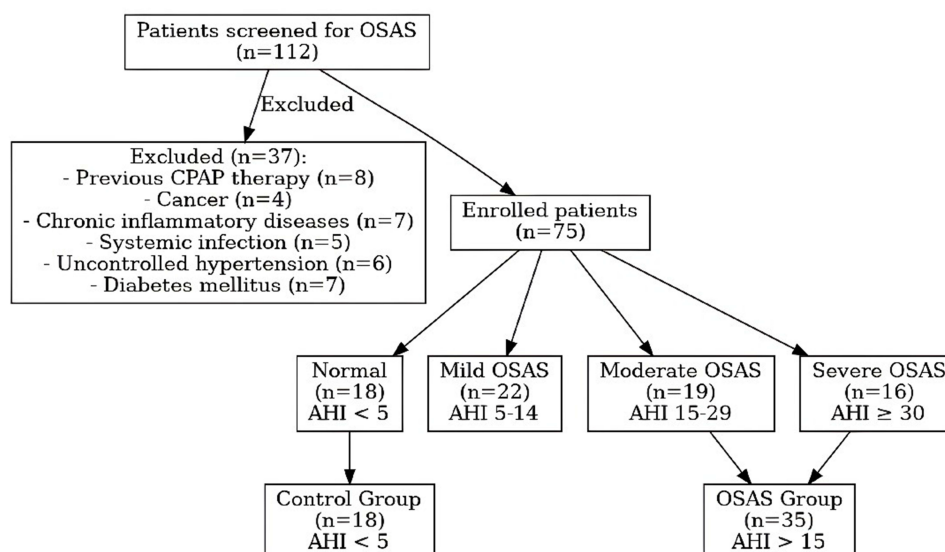 Patients screened for OSAS
(n=112)
Excluded
Excluded (n=37):
- Previous CPAP therapy (n=8)
- Cancer (n=4)
- Chronic inflammatory diseases (n=7)
- Systemic infection (n=5)
- Uncontrolled hypertension (n=6)
- Diabetes mellitus (n=7)
Enrolled patients
(n=75)
Normal
(n=18)
AHI < 5
Mild OSAS
(n=22)
AHI 5-14
Moderate OSAS
(n=19)
AHI 15-29
Severe OSAS
(n=16)
AHI ≥ 30
Control Group
(n=18)
AHI < 5
OSAS Group
(n=35)
AHI > 15